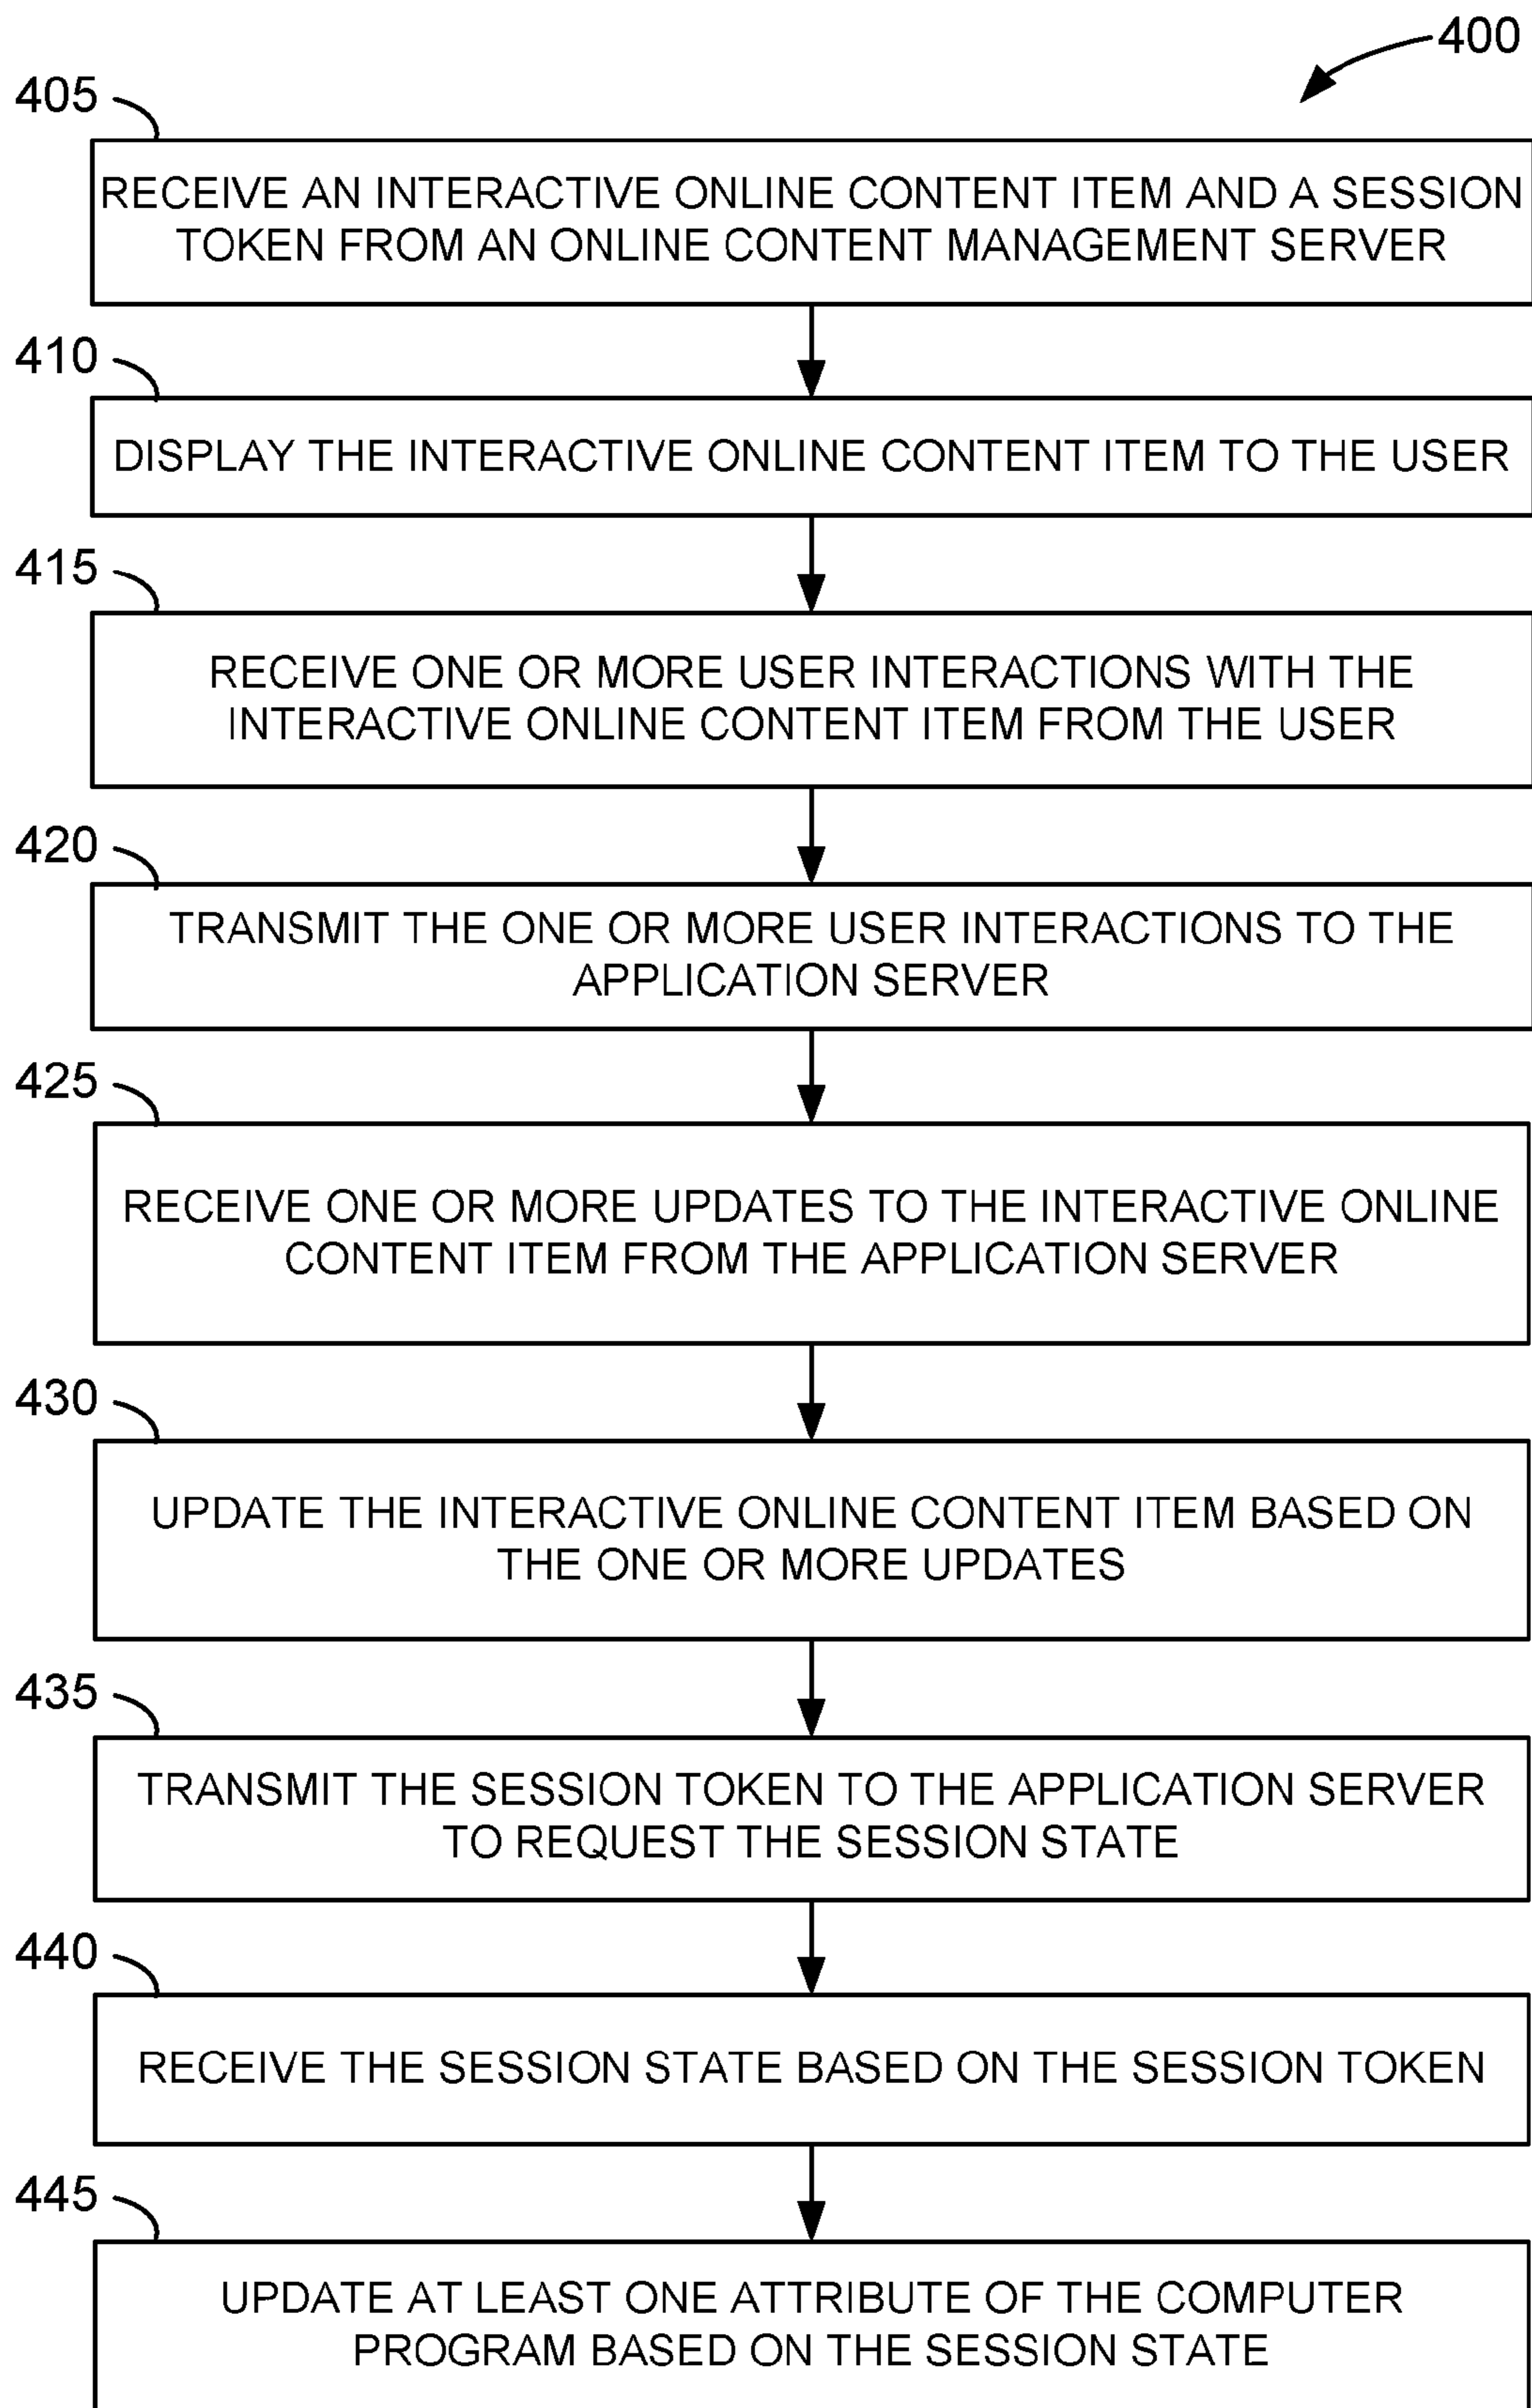 400
405
RECEIVE AN INTERACTIVE ONLINE CONTENT ITEM AND A SESSION
TOKEN FROM AN ONLINE CONTENT MANAGEMENT SERVER
410
DISPLAY THE INTERACTIVE ONLINE CONTENT ITEM TO THE USER
415
RECEIVE ONE OR MORE USER INTERACTIONS WITH THE
INTERACTIVE ONLINE CONTENT ITEM FROM THE USER
420
TRANSMIT THE ONE OR MORE USER INTERACTIONS TO THE
APPLICATION SERVER
425
RECEIVE ONE OR MORE UPDATES TO THE INTERACTIVE ONLINE
CONTENT ITEM FROM THE APPLICATION SERVER
430
UPDATE THE INTERACTIVE ONLINE CONTENT ITEM BASED ON
THE ONE OR MORE UPDATES
435
TRANSMIT THE SESSION TOKEN TO THE APPLICATION SERVER
TO REQUEST THE SESSION STATE
440
RECEIVE THE SESSION STATE BASED ON THE SESSION TOKEN
445
UPDATE AT LEAST ONE ATTRIBUTE OF THE COMPUTER
PROGRAM BASED ON THE SESSION STATE